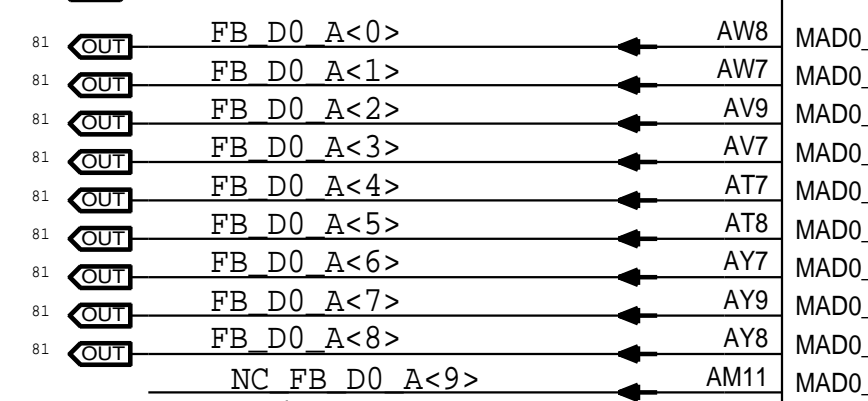 81 OUT FB_D0_A<0> AW8 MAD0_
81 OUT FB_D0_A<1> AW7 MAD0_
81 OUT FB_D0_A<2> AV9 MAD0_
81 OUT FB_D0_A<3> AV7 MAD0_
81 OUT FB_D0_A<4> AT7 MAD0_
81 OUT FB_D0_A<5> AT8 MAD0_
81 OUT FB_D0_A<6> AY7 MAD0_
81 OUT FB_D0_A<7> AY9 MAD0_
81 OUT FB_D0_A<8> AY8 MAD0_
NC_FB_D0_A<9> AM11 MAD0_